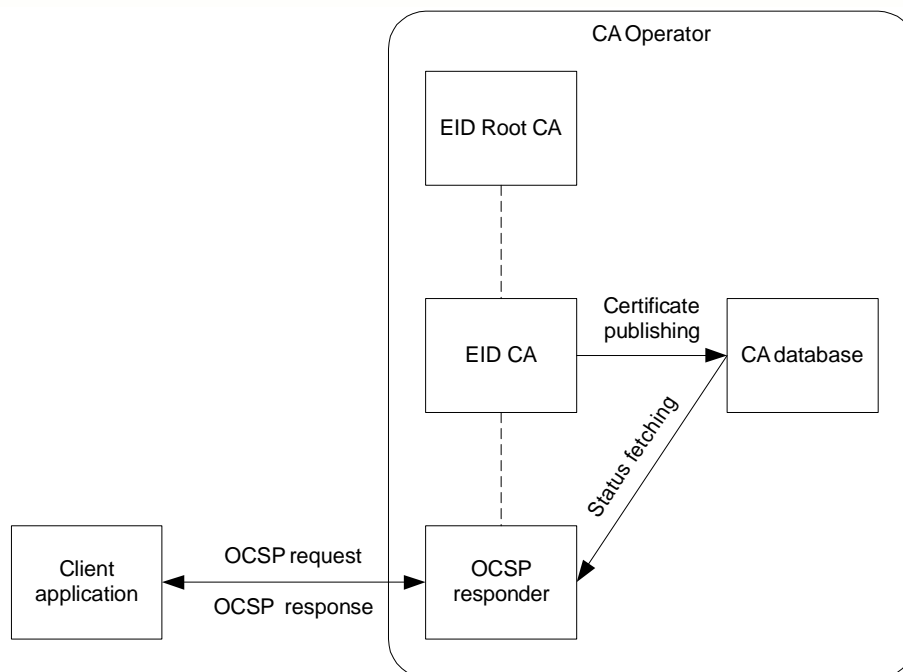 CA Operator
EID Root CA
EID CA
Certificate
publishing
CA database
Status fetching
Client
application
OCSP request
OCSP response
OCSP
responder